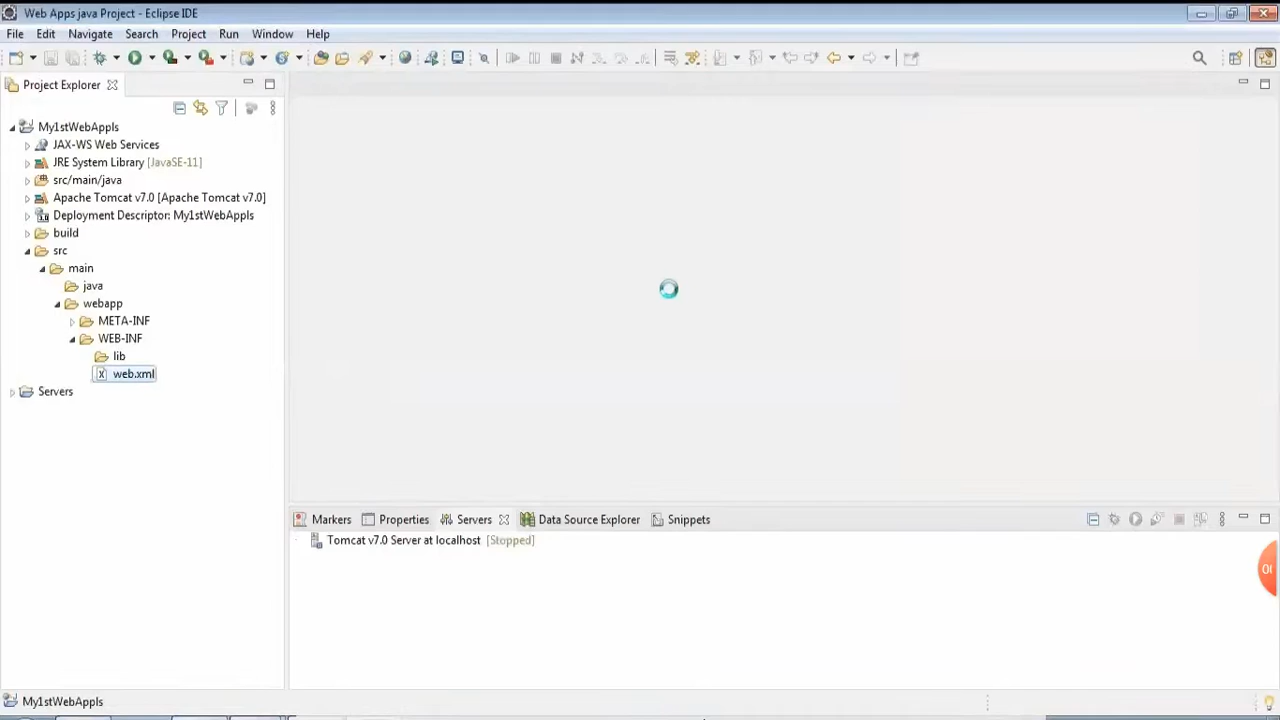 Web Apps java Project - Eclipse IDE
File Edit Navigate Search Project Run Window Help
Project Explorer
My1stWebAppls
JAX-WS Web Services
JRE System Library [JavaSE-11]
src/main/java
Apache Tomcat v7.0 [Apache Tomcat v7.0]
Deployment Descriptor: My1stWebAppls
build
src
main
java
webapp
META-INF
WEB-INF
lib
web.xml
Servers
Markers Properties Servers Data Source Explorer Snippets
Tomcat v7.0 Server at localhost [Stopped]
My1stWebAppls